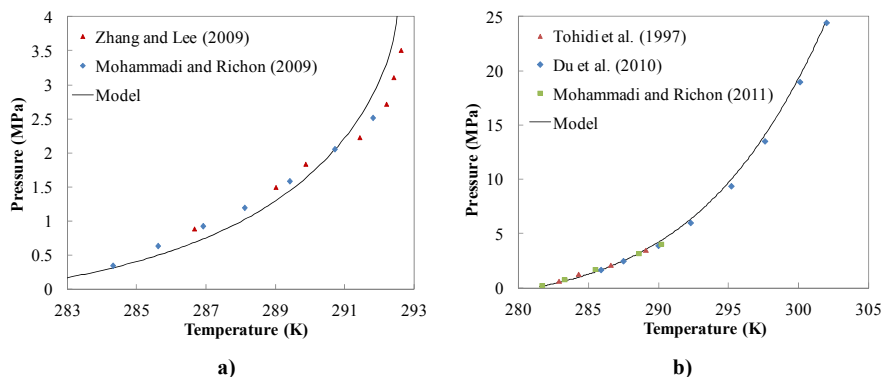 4
3.5
3
2.5
2
1.5
1
0.5
0
Pressure (MPa)
Zhang and Lee (2009)
Mohammadi and Richon (2009)
Model
283 285 287 289 291 293
Temperature (K)
a)
25
20
15
10
5
0
Pressure (MPa)
Tohidi et al. (1997)
Du et al. (2010)
Mohammadi and Richon (2011)
Model
280 285 290 295 300 305
Temperature (K)
b)